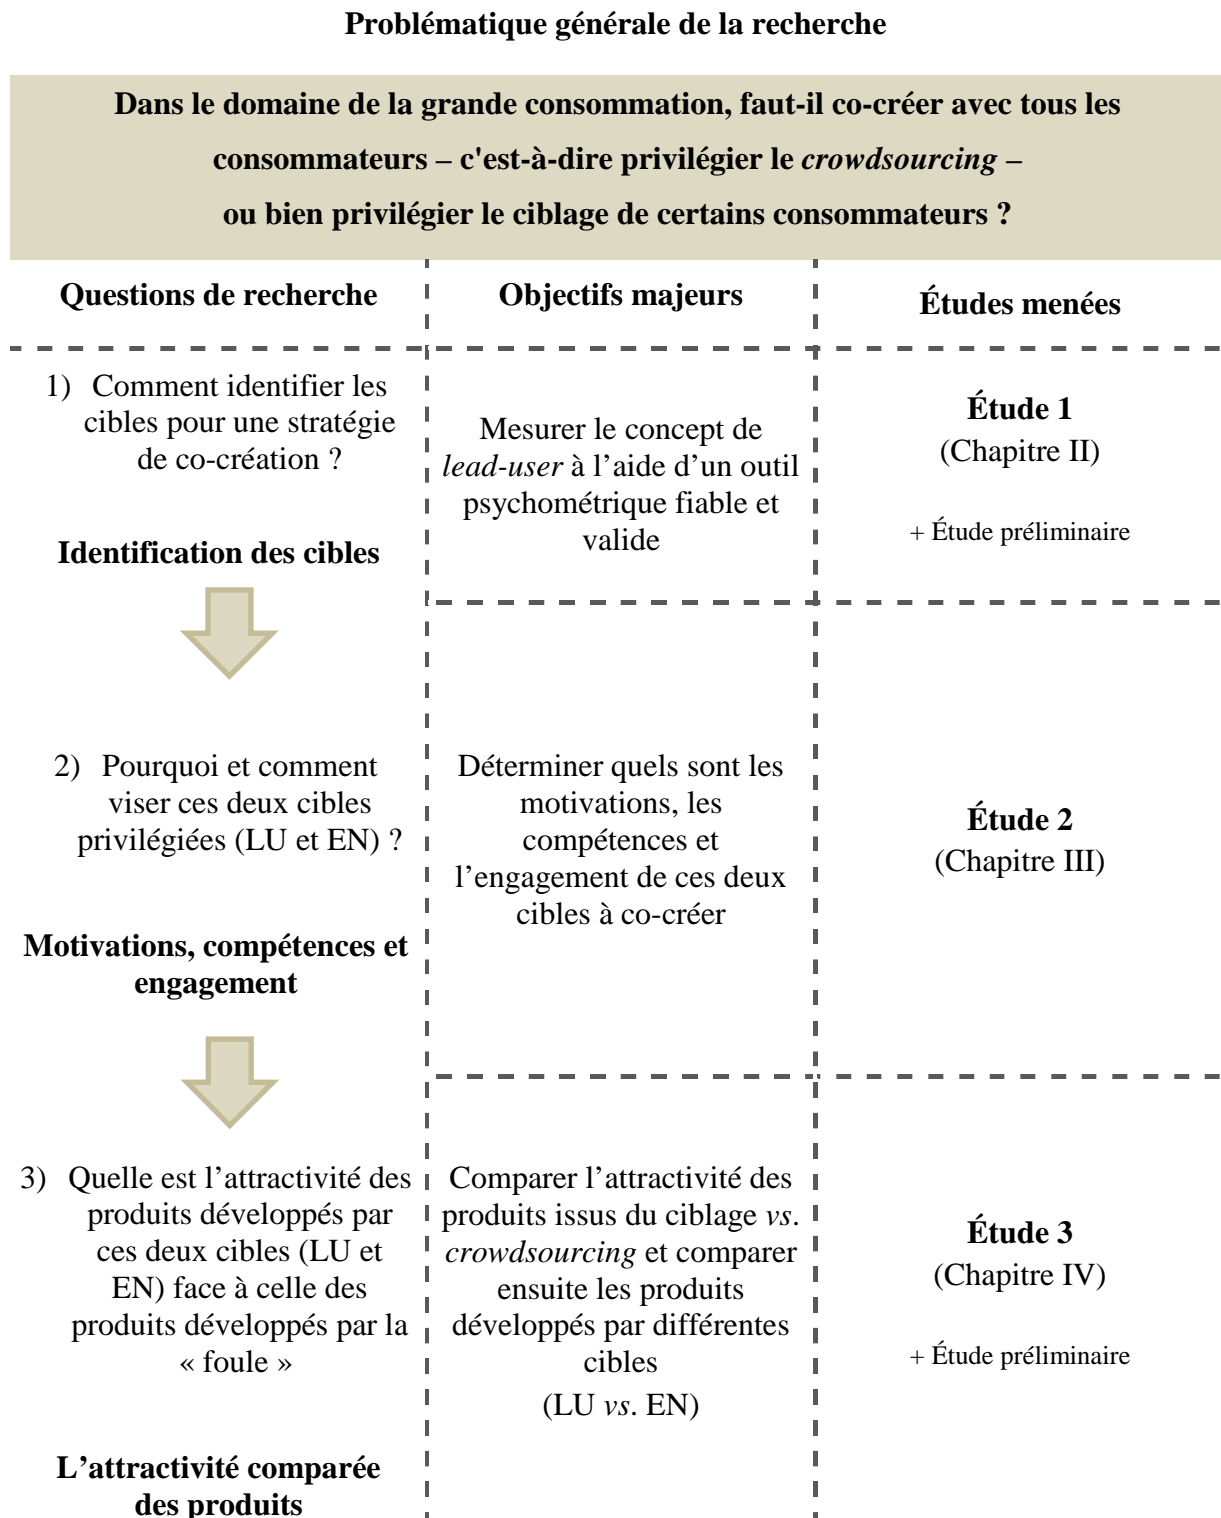 Problématique générale de la recherche
Dans le domaine de la grande consommation, faut-il co-créer avec tous les
consommateurs – c'est-à-dire privilégier le crowdsourcing –
ou bien privilégier le ciblage de certains consommateurs ?
Questions de recherche
Objectifs majeurs
Études menées
1) Comment identifier les
cibles pour une stratégie
de co-création ?
Identification des cibles
Mesurer le concept de
lead-user à l’aide d’un outil
psychométrique fiable et
valide
Étude 1
(Chapitre II)
+ Étude préliminaire
2) Pourquoi et comment
viser ces deux cibles
privilégiées (LU et EN) ?
Motivations, compétences et
engagement
Déterminer quels sont les
motivations, les
compétences et
l’engagement de ces deux
cibles à co-créer
Étude 2
(Chapitre III)
3) Quelle est l’attractivité des
produits développés par
ces deux cibles (LU et
EN) face à celle des
produits développés par la
« foule »
L'attractivité comparée
des produits
Comparer l’attractivité des
produits issus du ciblage vs.
crowdsourcing et comparer
ensuite les produits
développés par différentes
cibles
(LU vs. EN)
Étude 3
(Chapitre IV)
+ Étude préliminaire